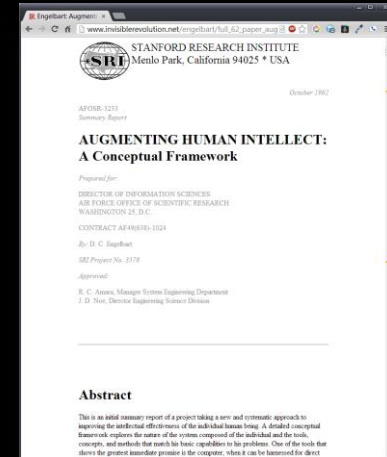 Engelbart: Augmenti
www.invisiblerevolution.net/engelbart/full_62_paper_aug
STANFORD RESEARCH INSTITUTE
SRI Menlo Park, California 94025 * USA
October 1962
AFOSR-3233
Summary Report
AUGMENTING HUMAN INTELLECT:
A Conceptual Framework
Prepared for:
DIRECTOR OF INFORMATION SCIENCES
AIR FORCE OFFICE OF SCIENTIFIC RESEARCH
WASHINGTON 25, D.C.
CONTRACT AF49(638)-1024
By: D. C. Engelbart
SRI Project No. 3578
Approved:
R. C. Amara, Manager System Engineering Department
J. D. Noe, Director Engineering Science Division
Abstract
This is an initial summary report of a project taking a new and systematic approach to
improving the intellectual effectiveness of the individual human being. A detailed conceptual
framework explores the nature of the system composed of the individual and the tools,
concepts, and methods that match his basic capabilities to his problems. One of the tools that
shows the greatest immediate promise is the computer, when it can be harnessed for direct